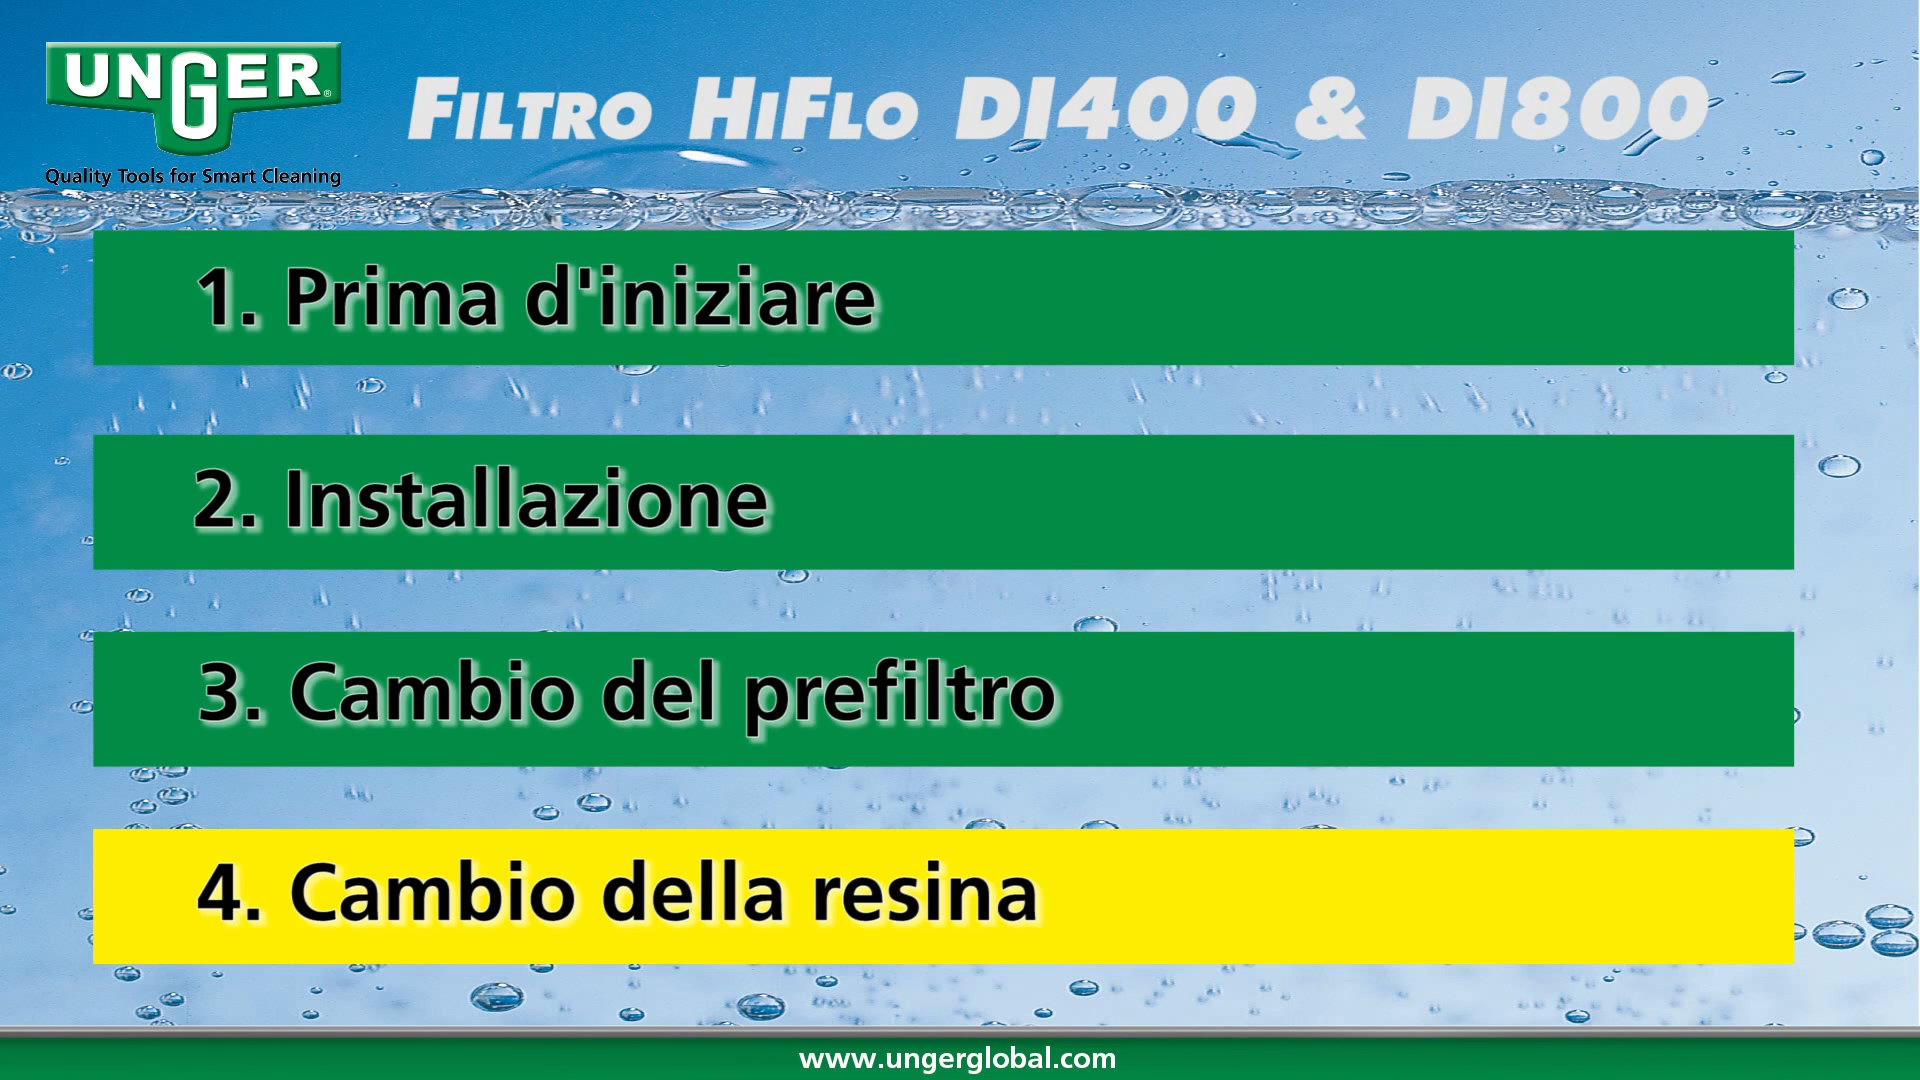 UNGER®
Quality Tools for Smart Cleaning
FILTRO HIFLO DI400 & DI800
1. Prima d'iniziare
2. Installazione
3. Cambio del prefiltro
4. Cambio della resina
www.ungerglobal.com